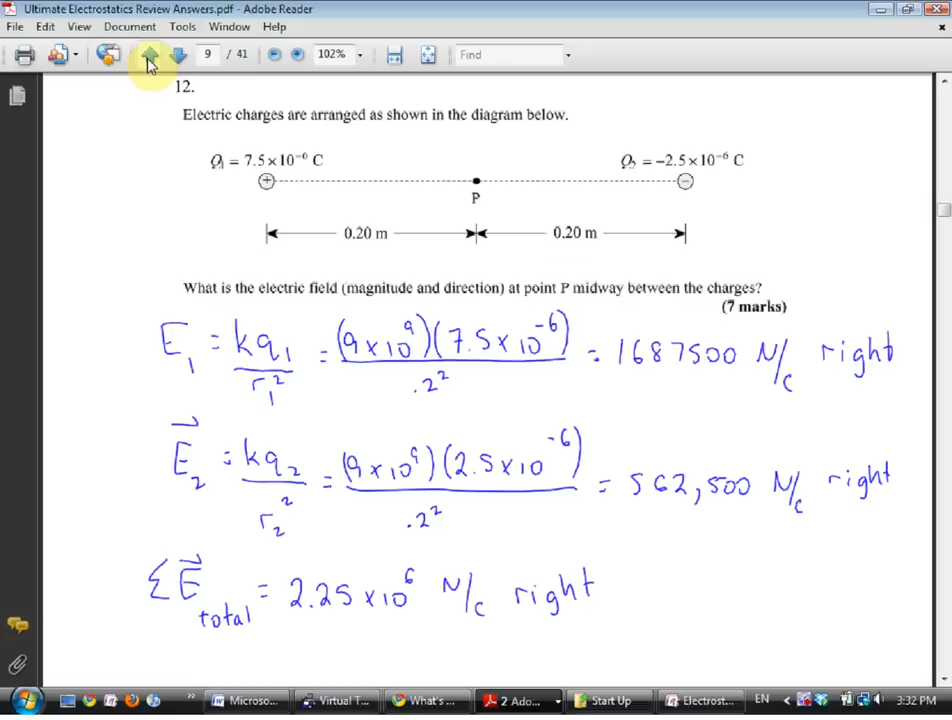 Ultimate Electrostatics Review Answers.pdf - Adobe Reader
File Edit View Document Tools Window Help
9 / 41 102% Find
12.
Electric charges are arranged as shown in the diagram below.
Q₁ = 7.5×10⁻⁶ C Q₂ = −2.5×10⁻⁶ C
+ −
P
0.20 m 0.20 m
What is the electric field (magnitude and direction) at point P midway between the charges?
(7 marks)
E₁ = kq₁/r₁² = (9×10⁹)(7.5×10⁻⁶)/.2² = 1687500 N/C right
E⃗₂ = kq₂/r₂² = (9×10⁹)(2.5×10⁻⁶)/.2² = 562,500 N/C right
ΣE⃗total = 2.25×10⁶ N/C right
Microso... Virtual T... What's ... 2 Ado... Start Up Electrost... EN 3:32 PM